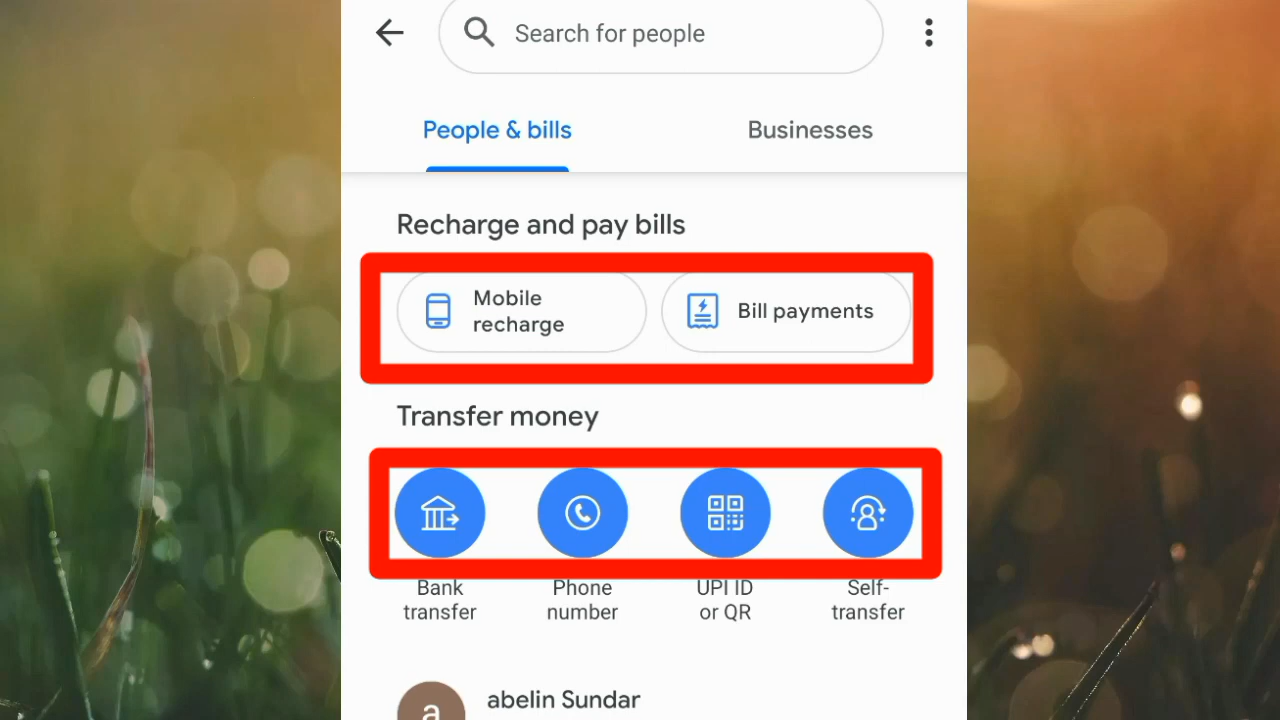 Search for people
People & bills
Businesses
Recharge and pay bills
Mobile
recharge
Bill payments
Transfer money
Bank
transfer
Phone
number
UPI ID
or QR
Self-
transfer
a
abelin Sundar